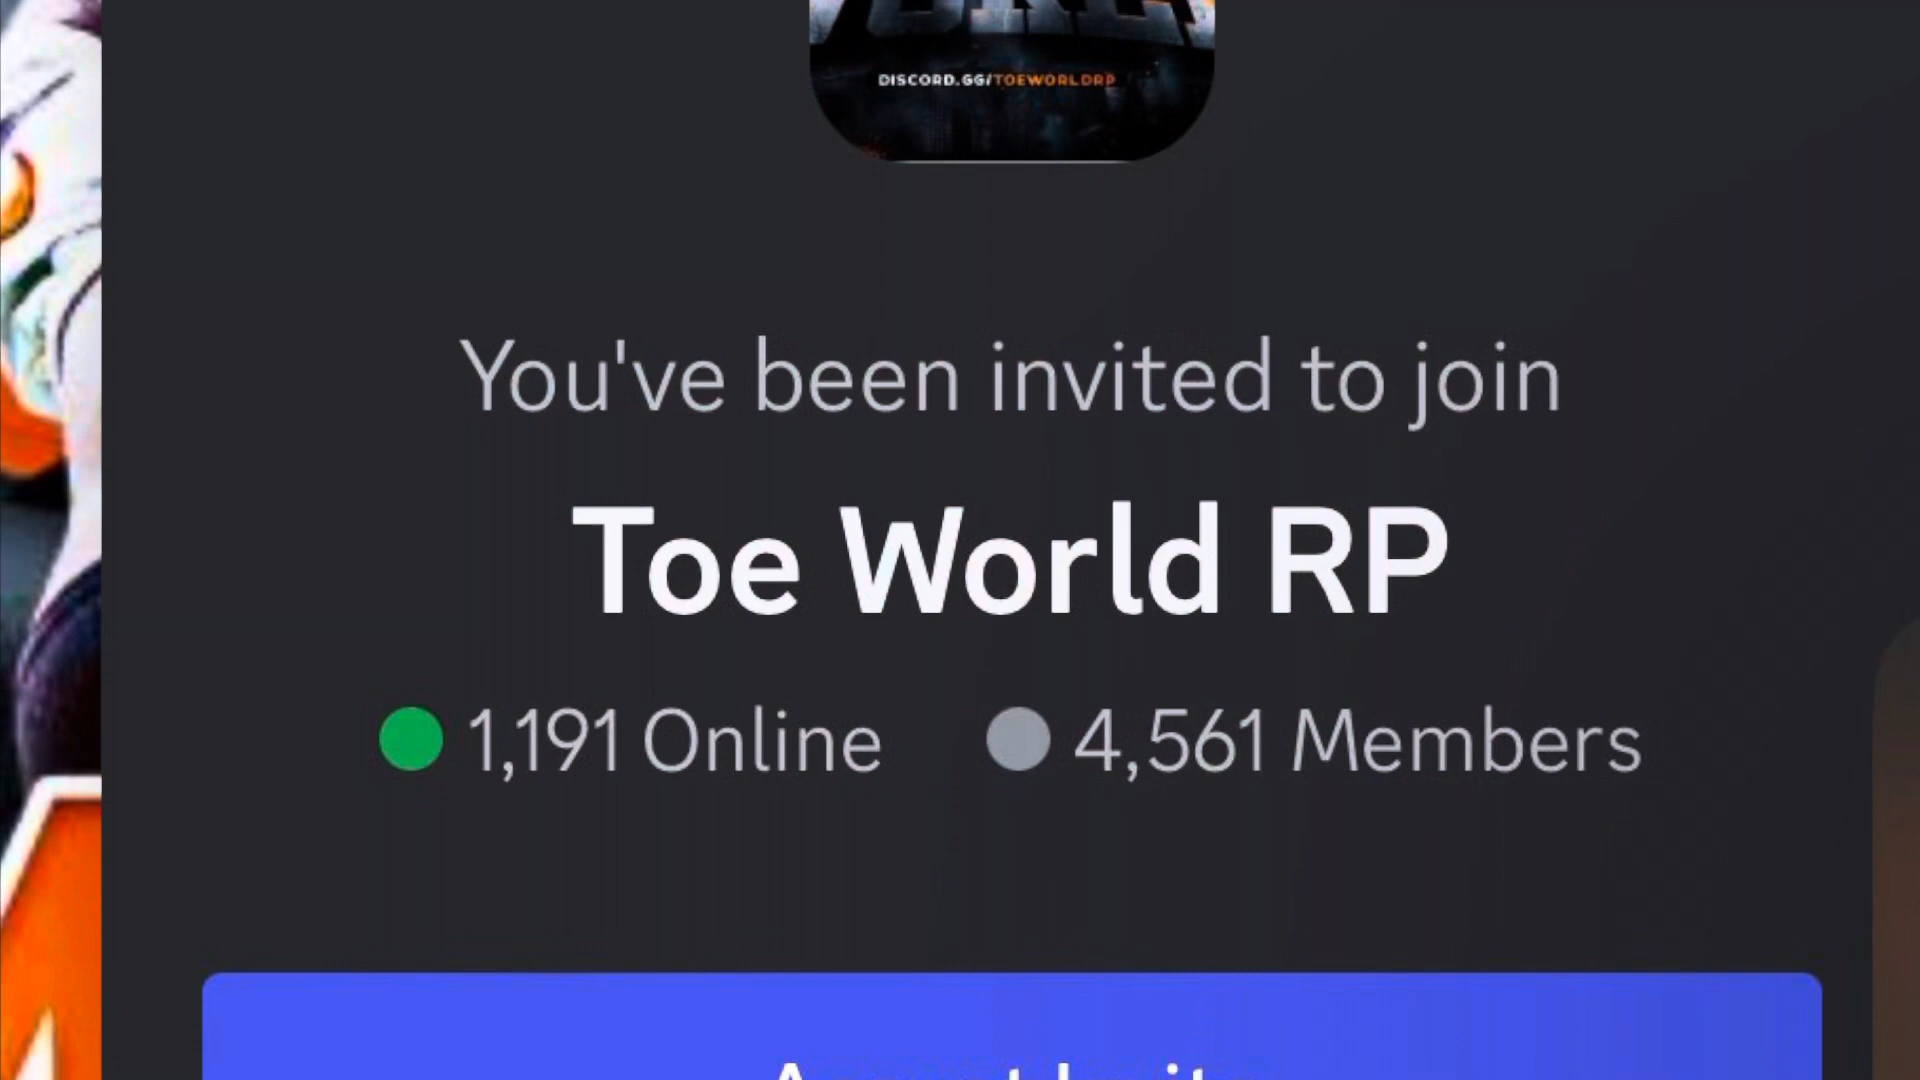 DISCORD.GG/TOEWORLDRP
You've been invited to join
Toe World RP
1,191 Online
4,561 Members